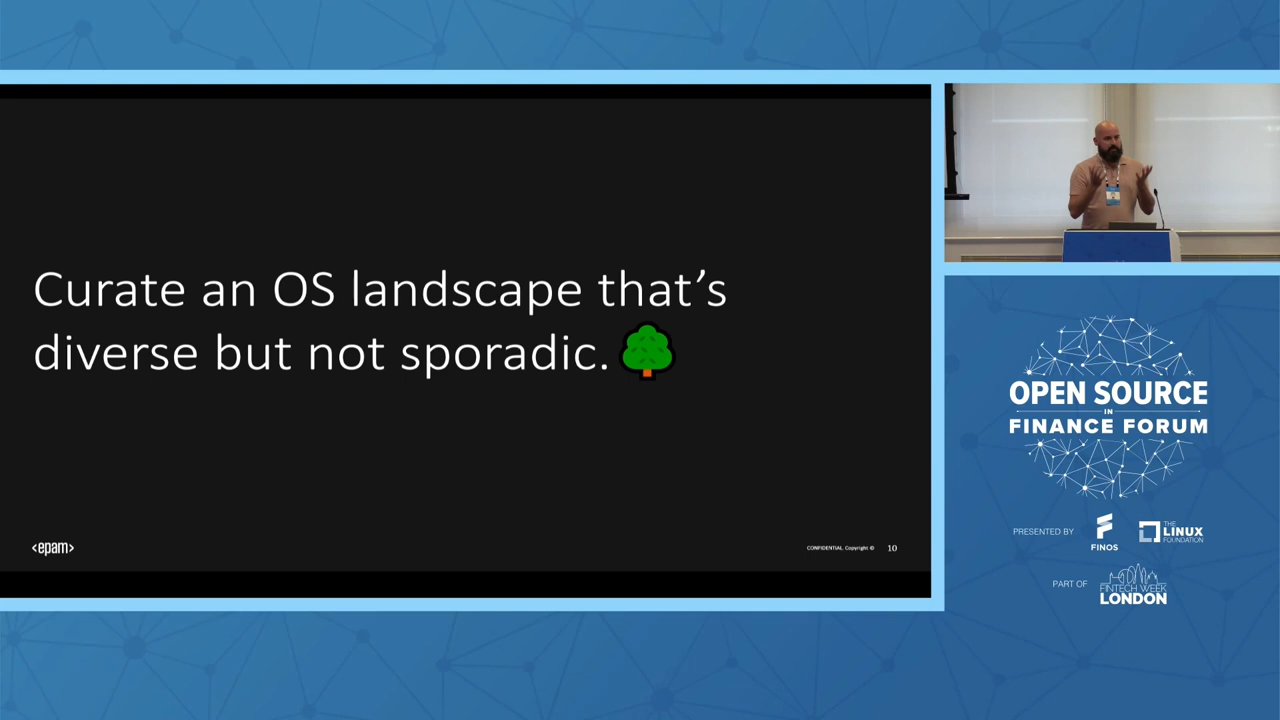 Curate an OS landscape that's
diverse but not sporadic.
<epam>
CONFIDENTIAL. Copyright ©
10
OPEN SOURCE
IN
FINANCE FORUM
PRESENTED BY
FINOS
THE
LINUX
FOUNDATION
PART OF
FINTECH WEEK
LONDON